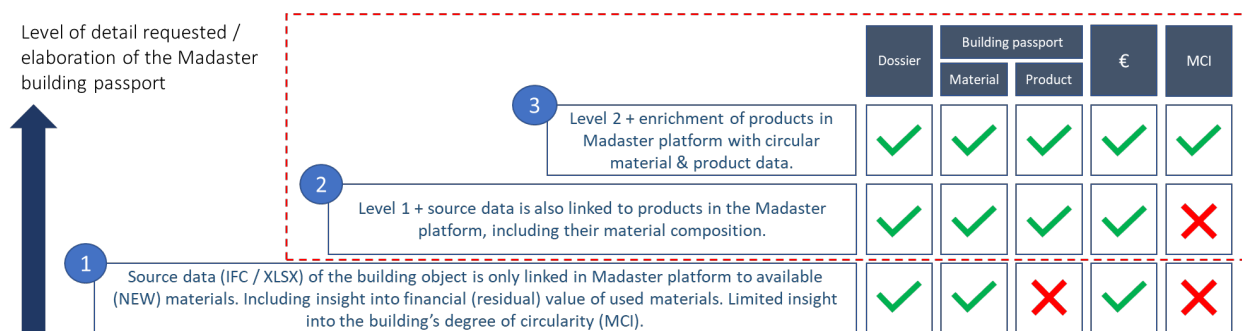 Level of detail requested /
elaboration of the Madaster
building passport
Dossier
Building passport
Material
Product
€
MCI
3
Level 2 + enrichment of products in
Madaster platform with circular
material & product data.
2
Level 1 + source data is also linked to products in the Madaster
platform, including their material composition.
1
Source data (IFC / XLSX) of the building object is only linked in Madaster platform to available
(NEW) materials. Including insight into financial (residual) value of used materials. Limited insight
into the building's degree of circularity (MCI).